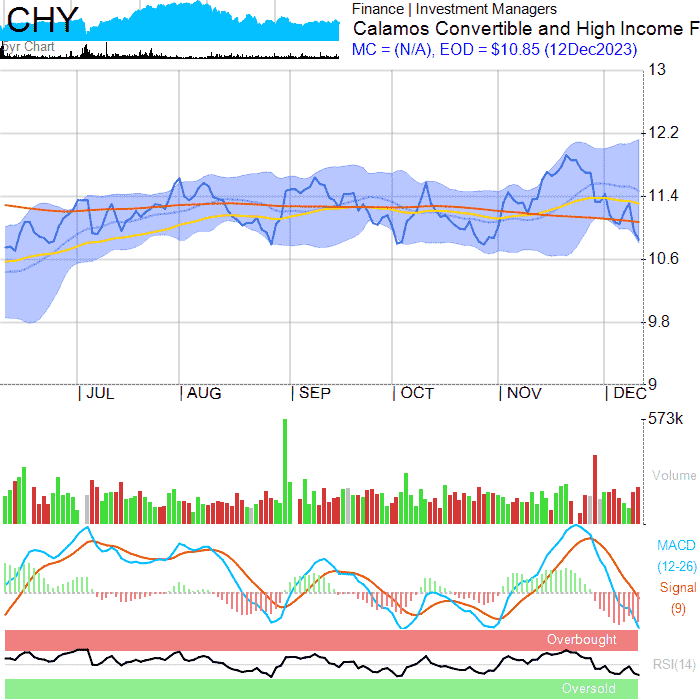 CHY
5yr Chart
Finance | Investment Managers
Calamos Convertible and High Income F
MC = (N/A), EOD = $10.85 (12Dec2023)
13
12.2
11.4
10.6
9.8
9
| JUL | AUG | SEP | OCT | NOV | DEC
573k
Volume
MACD
(12-26)
Signal
(9)
Overbought
RSI(14)
Oversold